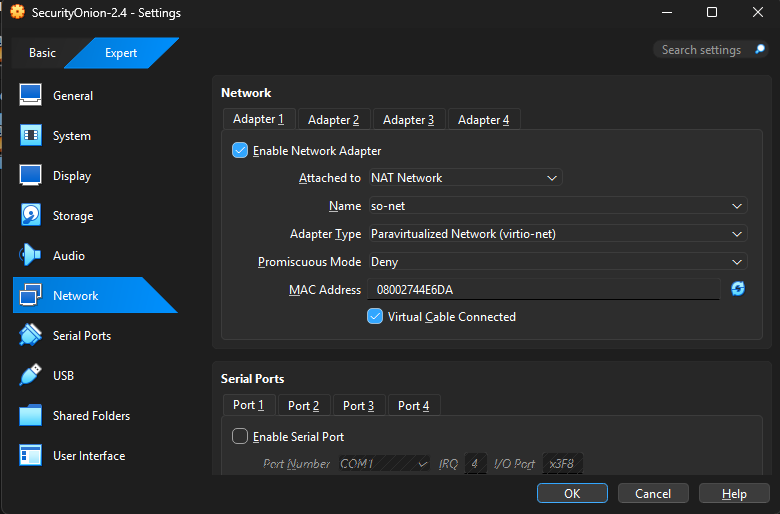 SecurityOnion-2.4 - Settings
Basic Expert Search settings
General
System
Display
Storage
Audio
Network
Serial Ports
USB
Shared Folders
User Interface
Network
Adapter 1 Adapter 2 Adapter 3 Adapter 4
Enable Network Adapter
Attached to NAT Network
Name so-net
Adapter Type Paravirtualized Network (virtio-net)
Promiscuous Mode Deny
MAC Address 08002744E6DA
Virtual Cable Connected
Serial Ports
Port 1 Port 2 Port 3 Port 4
Enable Serial Port
Port Number COM1 IRQ 4 I/O Port x3F8
OK Cancel Help